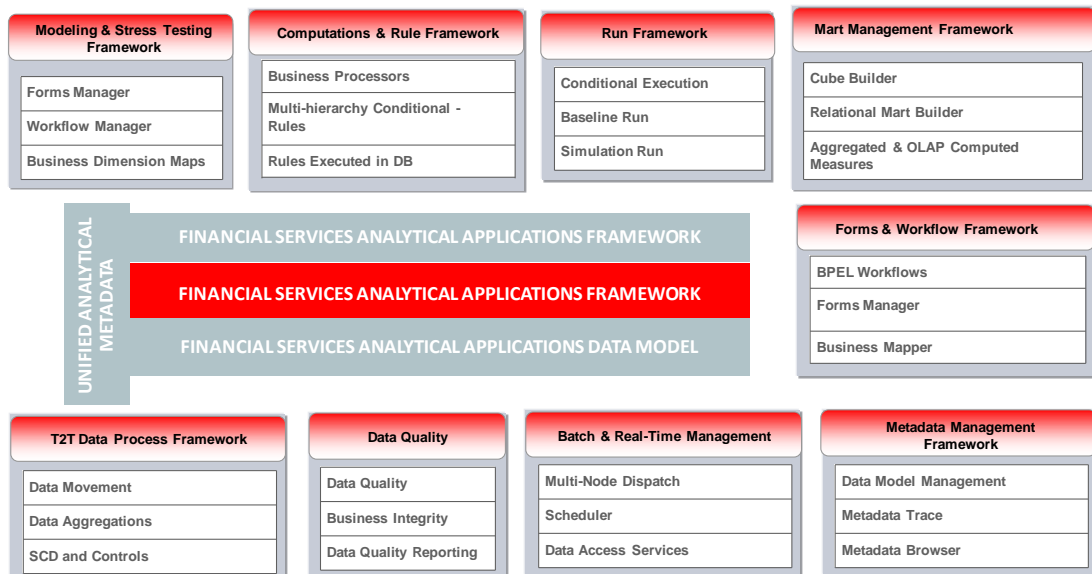 Modeling & Stress Testing
Framework
Forms Manager
Workflow Manager
Business Dimension Maps
Computations & Rule Framework
Business Processors
Multi-hierarchy Conditional -
Rules
Rules Executed in DB
Run Framework
Conditional Execution
Baseline Run
Simulation Run
Mart Management Framework
Cube Builder
Relational Mart Builder
Aggregated & OLAP Computed
Measures
UNIFIED ANALYTICAL
METADATA
FINANCIAL SERVICES ANALYTICAL APPLICATIONS FRAMEWORK
FINANCIAL SERVICES ANALYTICAL APPLICATIONS FRAMEWORK
FINANCIAL SERVICES ANALYTICAL APPLICATIONS DATA MODEL
Forms & Workflow Framework
BPEL Workflows
Forms Manager
Business Mapper
T2T Data Process Framework
Data Movement
Data Aggregations
SCD and Controls
Data Quality
Data Quality
Business Integrity
Data Quality Reporting
Batch & Real-Time Management
Multi-Node Dispatch
Scheduler
Data Access Services
Metadata Management
Framework
Data Model Management
Metadata Trace
Metadata Browser